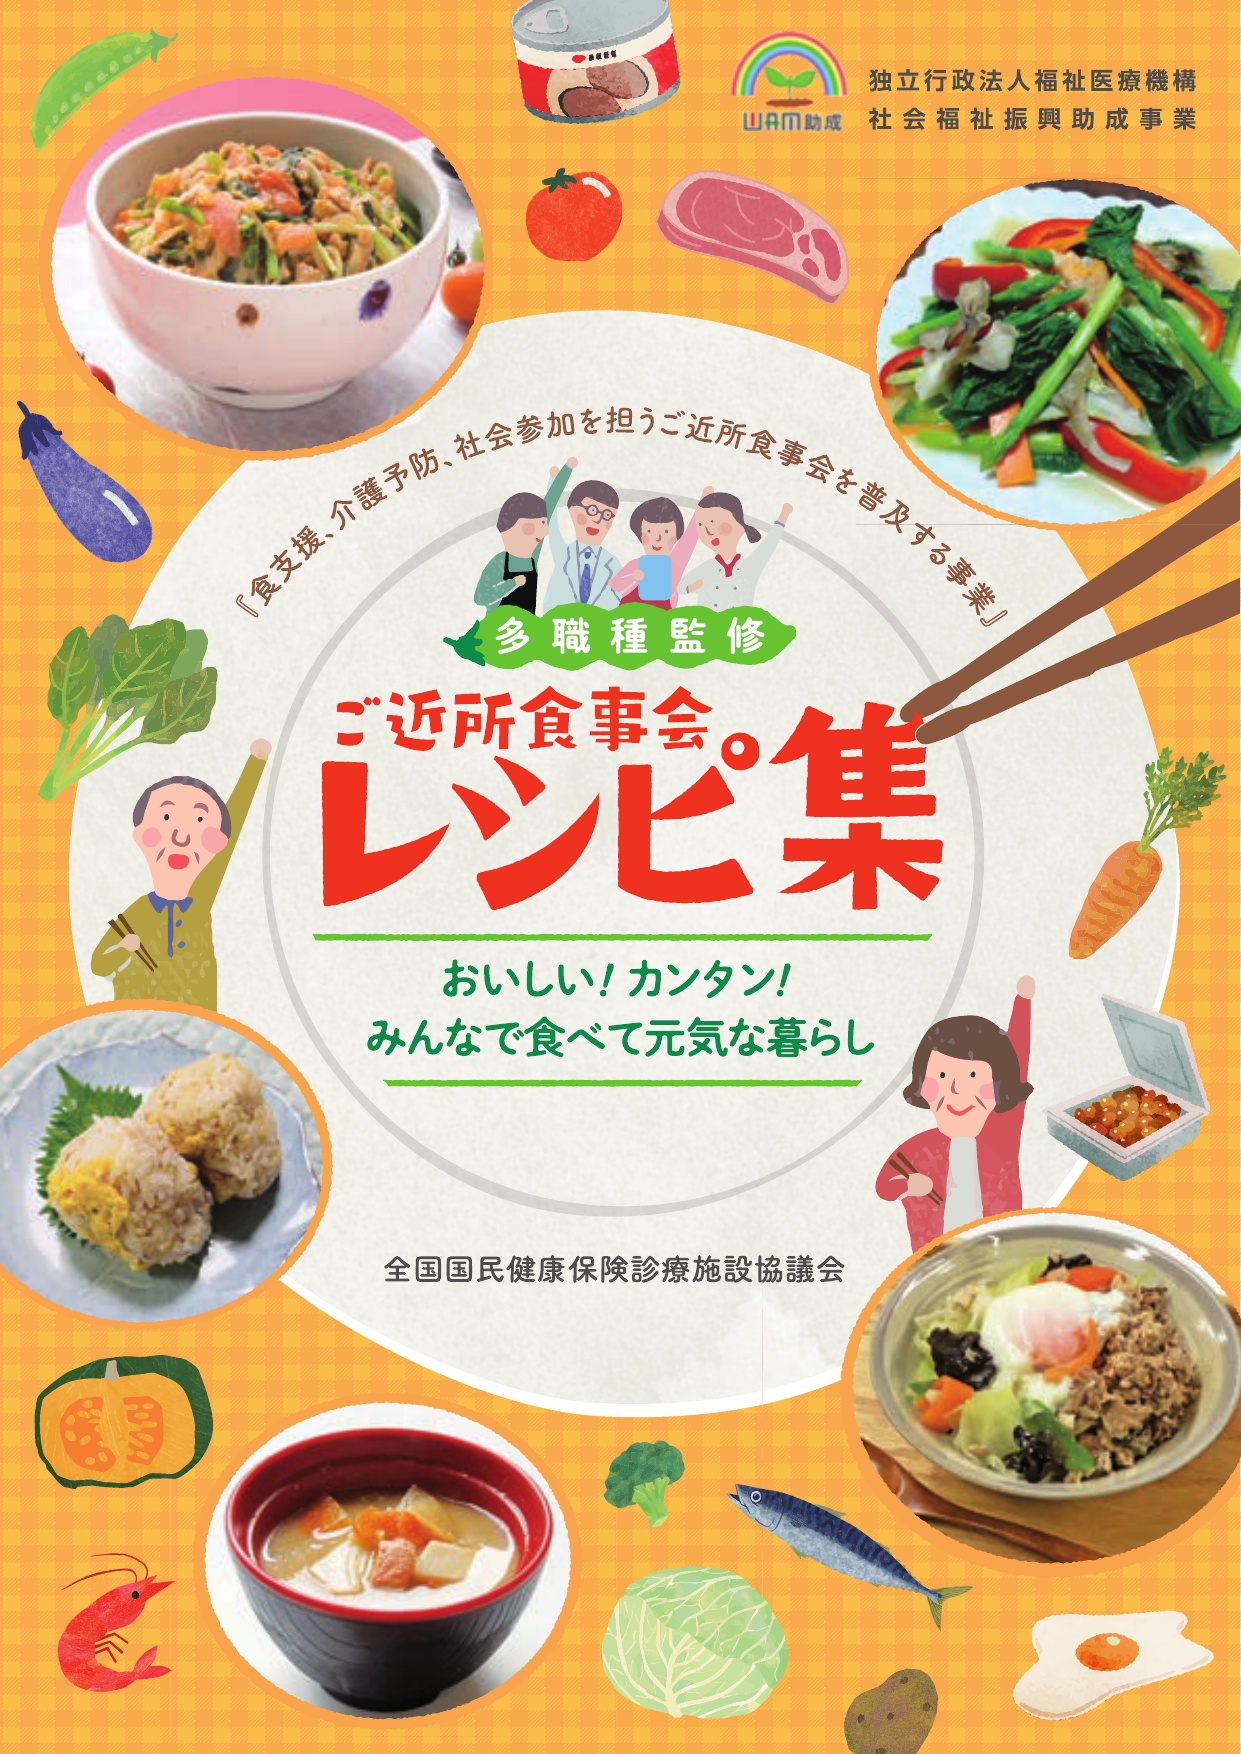 WAM助成
独立行政法人福祉医療機構
社会福祉振興助成事業
『食支援、介護予防、社会参加を担うご近所食事会を普及する事業』
多職種監修
ご近所食事会
レシピ集
おいしい！カンタン！
みんなで食べて元気な暮らし
全国国民健康保険診療施設協議会